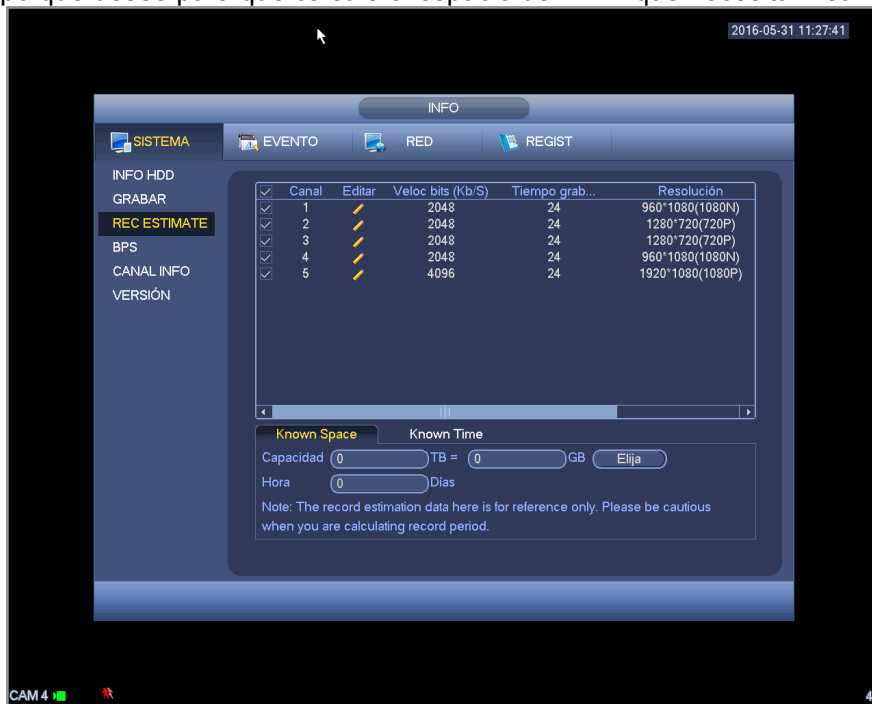 2016-05-31 11:27:41
INFO
SISTEMA EVENTO RED REGIST
INFO HDD
GRABAR
REC ESTIMATE
BPS
CANAL INFO
VERSIÓN
Canal Editar Veloc bits (Kb/S) Tiempo grab... Resolución
1 2048 24 960*1080(1080N)
2 2048 24 1280*720(720P)
3 2048 24 1280*720(720P)
4 2048 24 960*1080(1080N)
5 4096 24 1920*1080(1080P)
Known Space Known Time
Capacidad 0 TB = 0 GB Elija
Hora 0 Días
Note: The record estimation data here is for reference only. Please be cautious
when you are calculating record period.
CAM 4 4